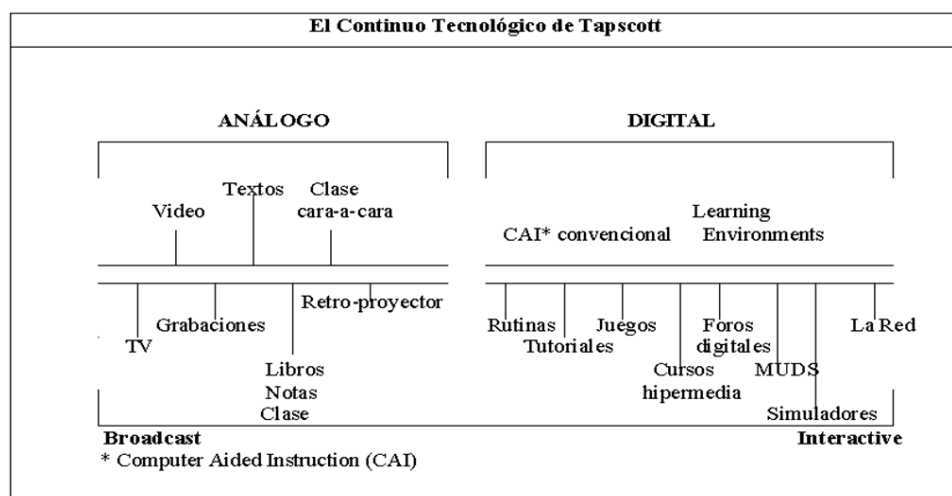 El Continuo Tecnológico de Tapscott
ANÁLOGO
DIGITAL
Textos
Clase
cara-a-cara
Video
Learning
Environments
CAI* convencional
Retro-proyector
Grabaciones
TV
Libros
Notas
Clase
Rutinas
Tutoriales
Juegos
Cursos
hipermedia
Foros
digitales
MUDS
Simuladores
La Red
Broadcast
Interactive
* Computer Aided Instruction (CAI)